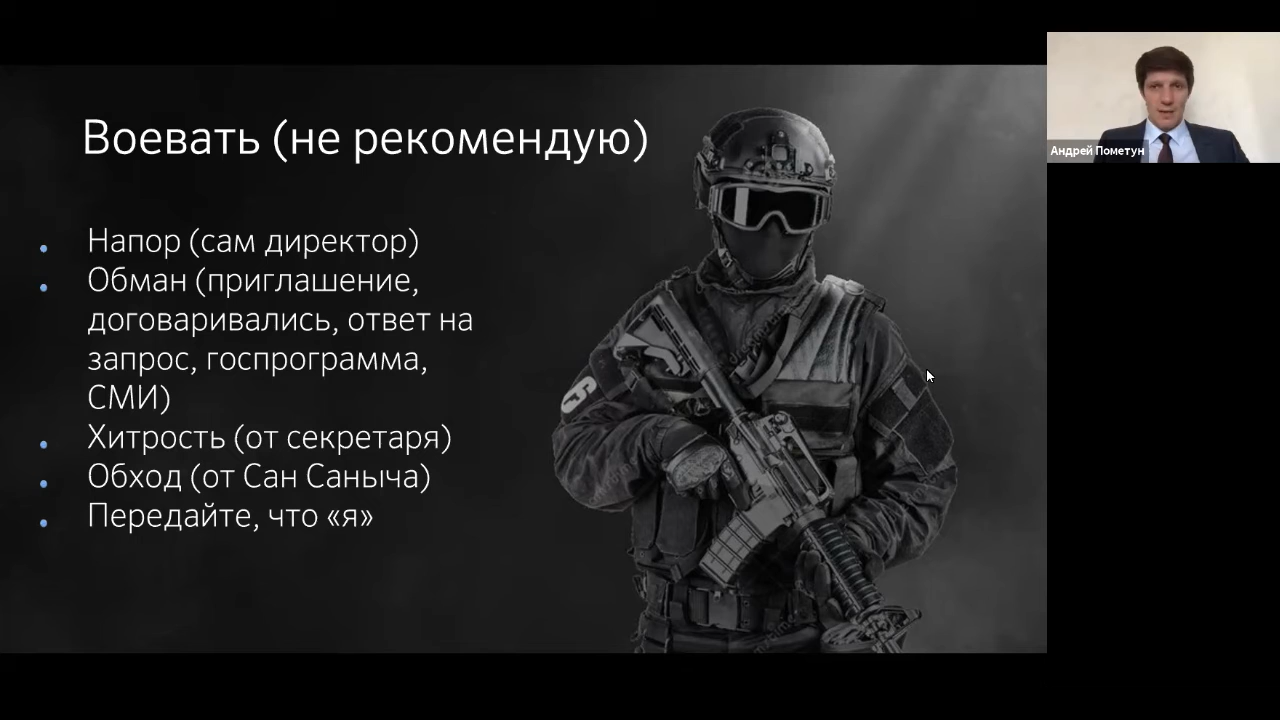 Воевать (не рекомендую)
Напор (сам директор)
Обман (приглашение,
договаривались, ответ на
запрос, госпрограмма,
СМИ)
Хитрость (от секретаря)
Обход (от Сан Саныча)
Передайте, что «я»
Андрей Пометун
6